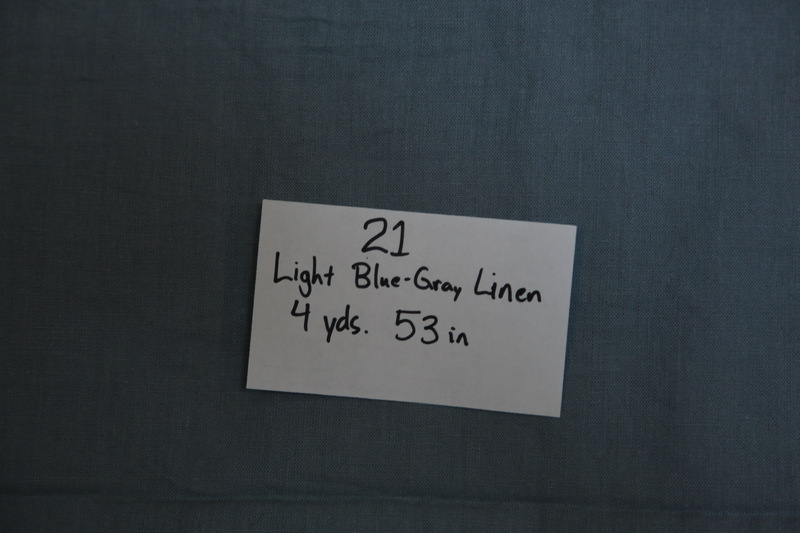 21
Light Blue-Gray Linen
4 yds. 53 in